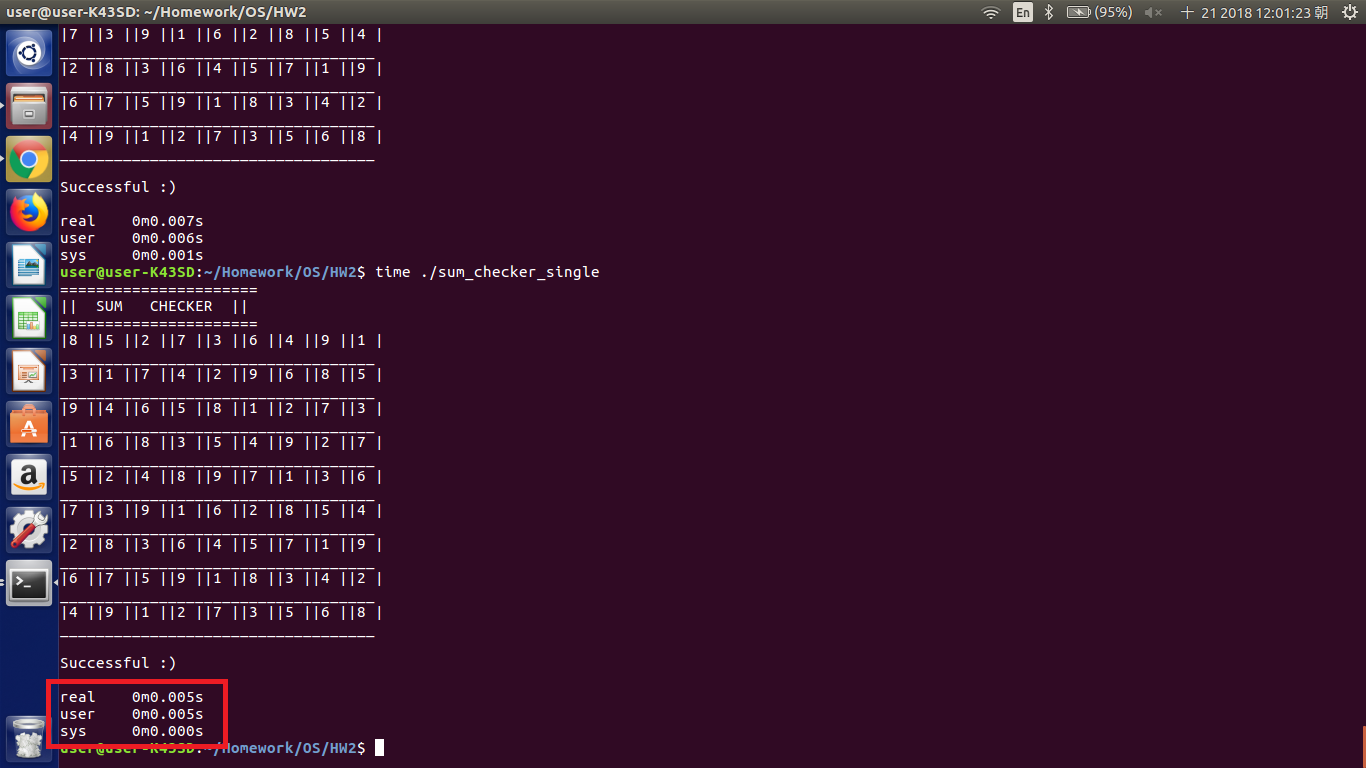 user@user-K43SD: ~/Homework/OS/HW2
En (95%) 十 21 2018 12:01:23 朝
|7 ||3 ||9 ||1 ||6 ||2 ||8 ||5 ||4 |
___________________________________
|2 ||8 ||3 ||6 ||4 ||5 ||7 ||1 ||9 |
___________________________________
|6 ||7 ||5 ||9 ||1 ||8 ||3 ||4 ||2 |
___________________________________
|4 ||9 ||1 ||2 ||7 ||3 ||5 ||6 ||8 |
___________________________________
Successful :)
real 0m0.007s
user 0m0.006s
sys 0m0.001s
user@user-K43SD:~/Homework/OS/HW2$ time ./sum_checker_single
======================
|| SUM CHECKER ||
======================
|8 ||5 ||2 ||7 ||3 ||6 ||4 ||9 ||1 |
___________________________________
|3 ||1 ||7 ||4 ||2 ||9 ||6 ||8 ||5 |
___________________________________
|9 ||4 ||6 ||5 ||8 ||1 ||2 ||7 ||3 |
___________________________________
|1 ||6 ||8 ||3 ||5 ||4 ||9 ||2 ||7 |
___________________________________
|5 ||2 ||4 ||8 ||9 ||7 ||1 ||3 ||6 |
___________________________________
|7 ||3 ||9 ||1 ||6 ||2 ||8 ||5 ||4 |
___________________________________
|2 ||8 ||3 ||6 ||4 ||5 ||7 ||1 ||9 |
___________________________________
|6 ||7 ||5 ||9 ||1 ||8 ||3 ||4 ||2 |
___________________________________
|4 ||9 ||1 ||2 ||7 ||3 ||5 ||6 ||8 |
___________________________________
Successful :)
real 0m0.005s
user 0m0.005s
sys 0m0.000s
user@user-K43SD:~/Homework/OS/HW2$